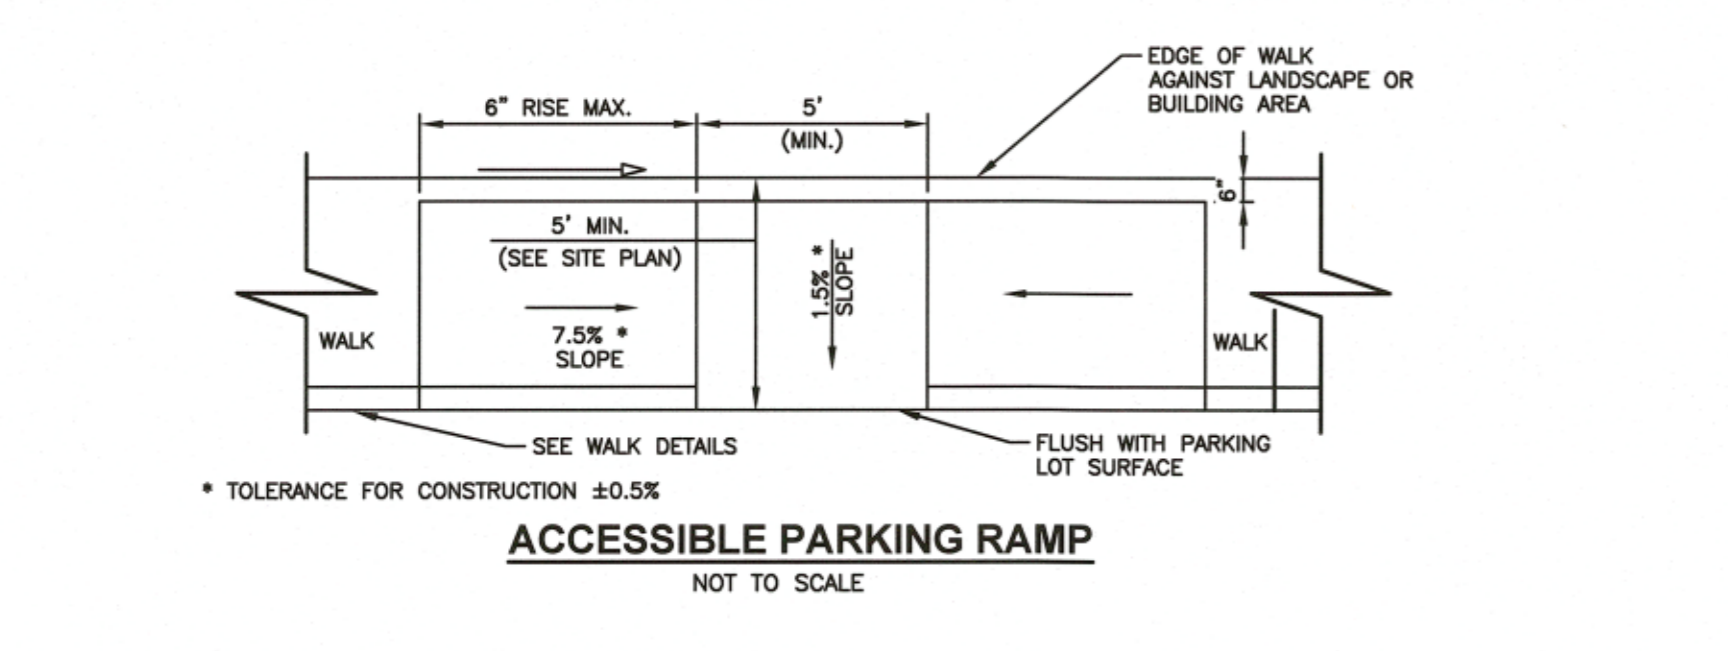 EDGE OF WALK
AGAINST LANDSCAPE OR
BUILDING AREA
6" RISE MAX.
5'
(MIN.)
6"
5' MIN.
(SEE SITE PLAN)
1.5% *
SLOPE
7.5% *
SLOPE
WALK
WALK
SEE WALK DETAILS
FLUSH WITH PARKING
LOT SURFACE
* TOLERANCE FOR CONSTRUCTION ±0.5%
ACCESSIBLE PARKING RAMP
NOT TO SCALE